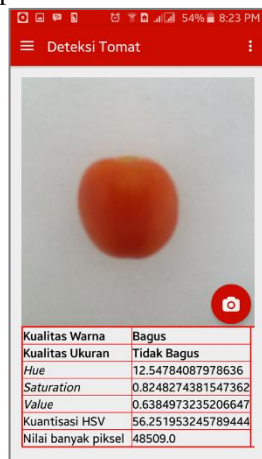 54% 8:23 PM
Deteksi Tomat
Kualitas Warna Bagus
Kualitas Ukuran Tidak Bagus
Hue 12.54784087978636
Saturation 0.8248274381547362
Value 0.6384973235206647
Kuantisasi HSV 56.251953245789444
Nilai banyak piksel 48509.0